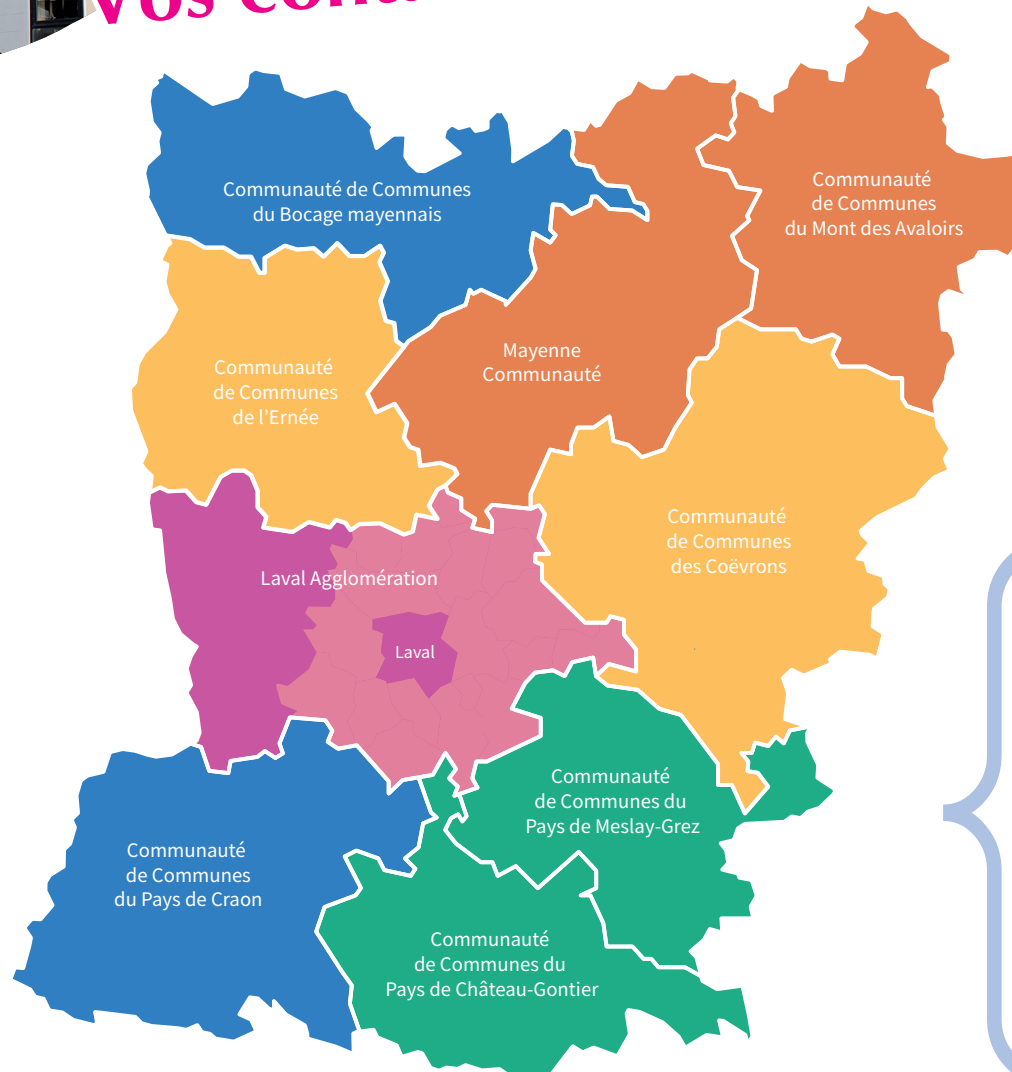 Vos
Communauté de Communes
du Bocage mayennais
Communauté
de Communes
du Mont des Avaloirs
Mayenne
Communauté
Communauté
de Communes
de l'Ernée
Communauté
de Communes
des Coëvrons
Laval Agglomération
Laval
Communauté
de Communes du
Pays de Meslay-Grez
Communauté
de Communes
du Pays de Craon
Communauté
de Communes du
Pays de Château-Gontier